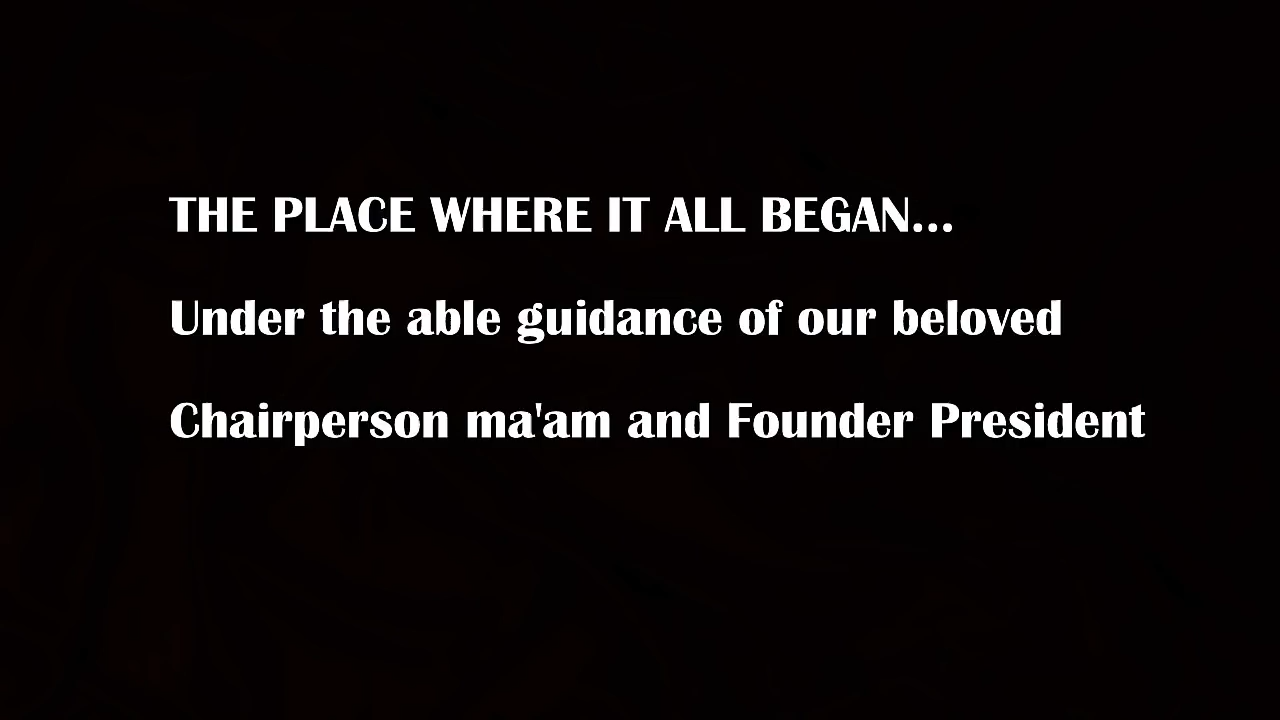 THE PLACE WHERE IT ALL BEGAN...
Under the able guidance of our beloved
Chairperson ma'am and Founder President